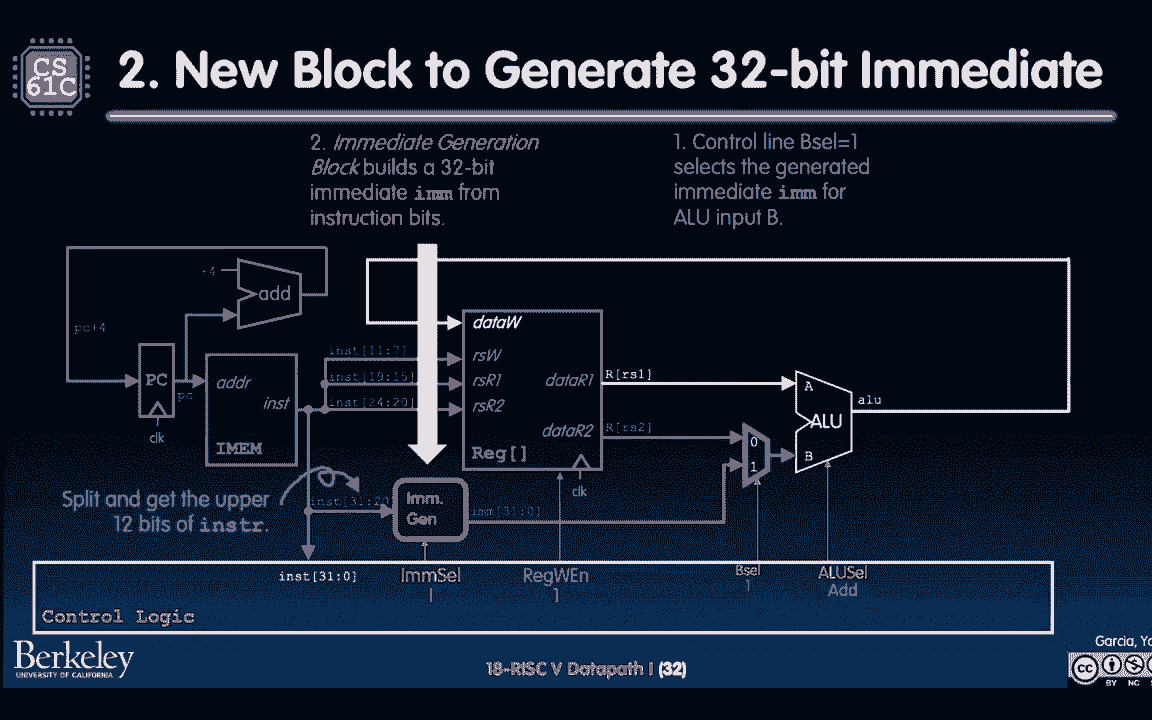 CS
61C
2. New Block to Generate 32-bit Immediate
2. Immediate Generation
Block builds a 32-bit
immediate imm from
instruction bits.
1. Control line Bsel=1
selects the generated
immediate imm for
ALU input B.
+4
add
pc+4
PC
clk
pc
addr
inst
IMEM
inst[11:7]
inst[19:15]
inst[24:20]
dataW
rsW
rsR1
rsR2
dataR1
dataR2
Reg[]
clk
R[rs1]
R[rs2]
0
1
A
ALU
B
alu
Split and get the upper
12 bits of instr.
inst[31:20]
Imm.
Gen
imm[31:0]
inst[31:0]
ImmSel
I
RegWEn
1
Bsel
1
ALUSel
Add
Control Logic
Berkeley
UNIVERSITY OF CALIFORNIA
18-RISC V Datapath I (32)
Garcia,
cc
BY NC